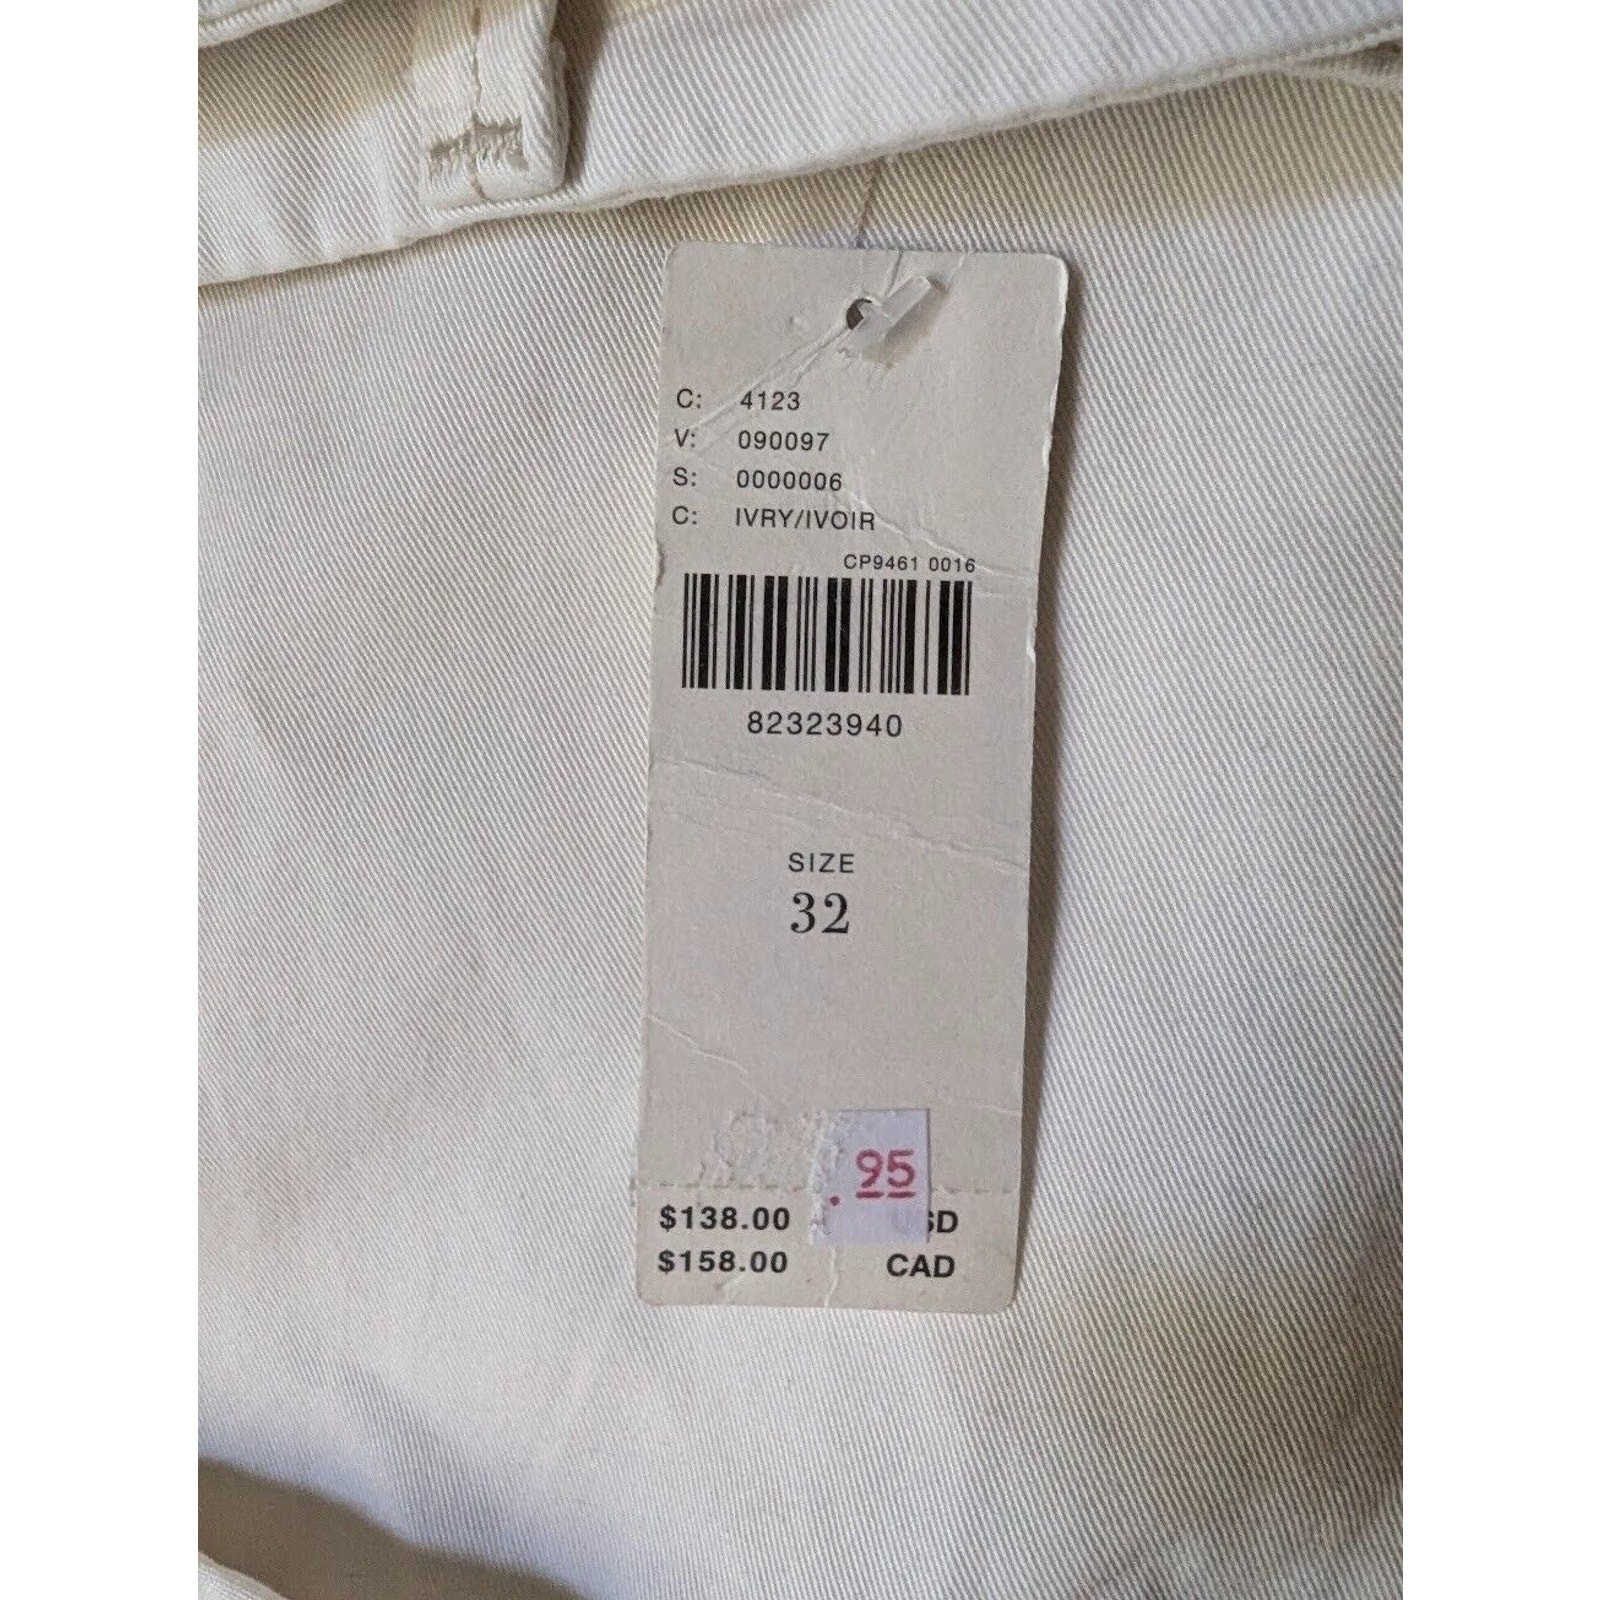 C: 4123
V: 090097
S: 0000006
C: IVRY/IVOIR
CP9461 0016
82323940
SIZE
32
. 95
$138.00
$158.00 CAD